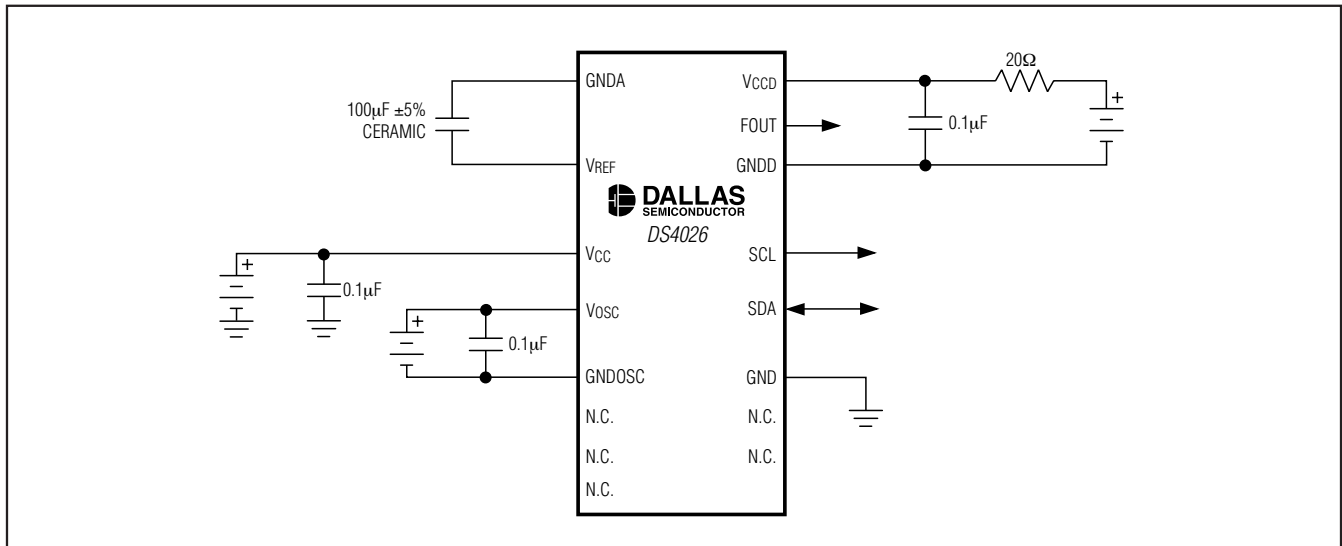 20Ω
GNDA
VCCD
+
100µF ±5%
CERAMIC
FOUT
0.1µF
VREF
GNDD
DALLAS
SEMICONDUCTOR
DS4026
VCC
SCL
+
0.1µF
VOSC
SDA
+
0.1µF
GNDOSC
GND
N.C.
N.C.
N.C.
N.C.
N.C.